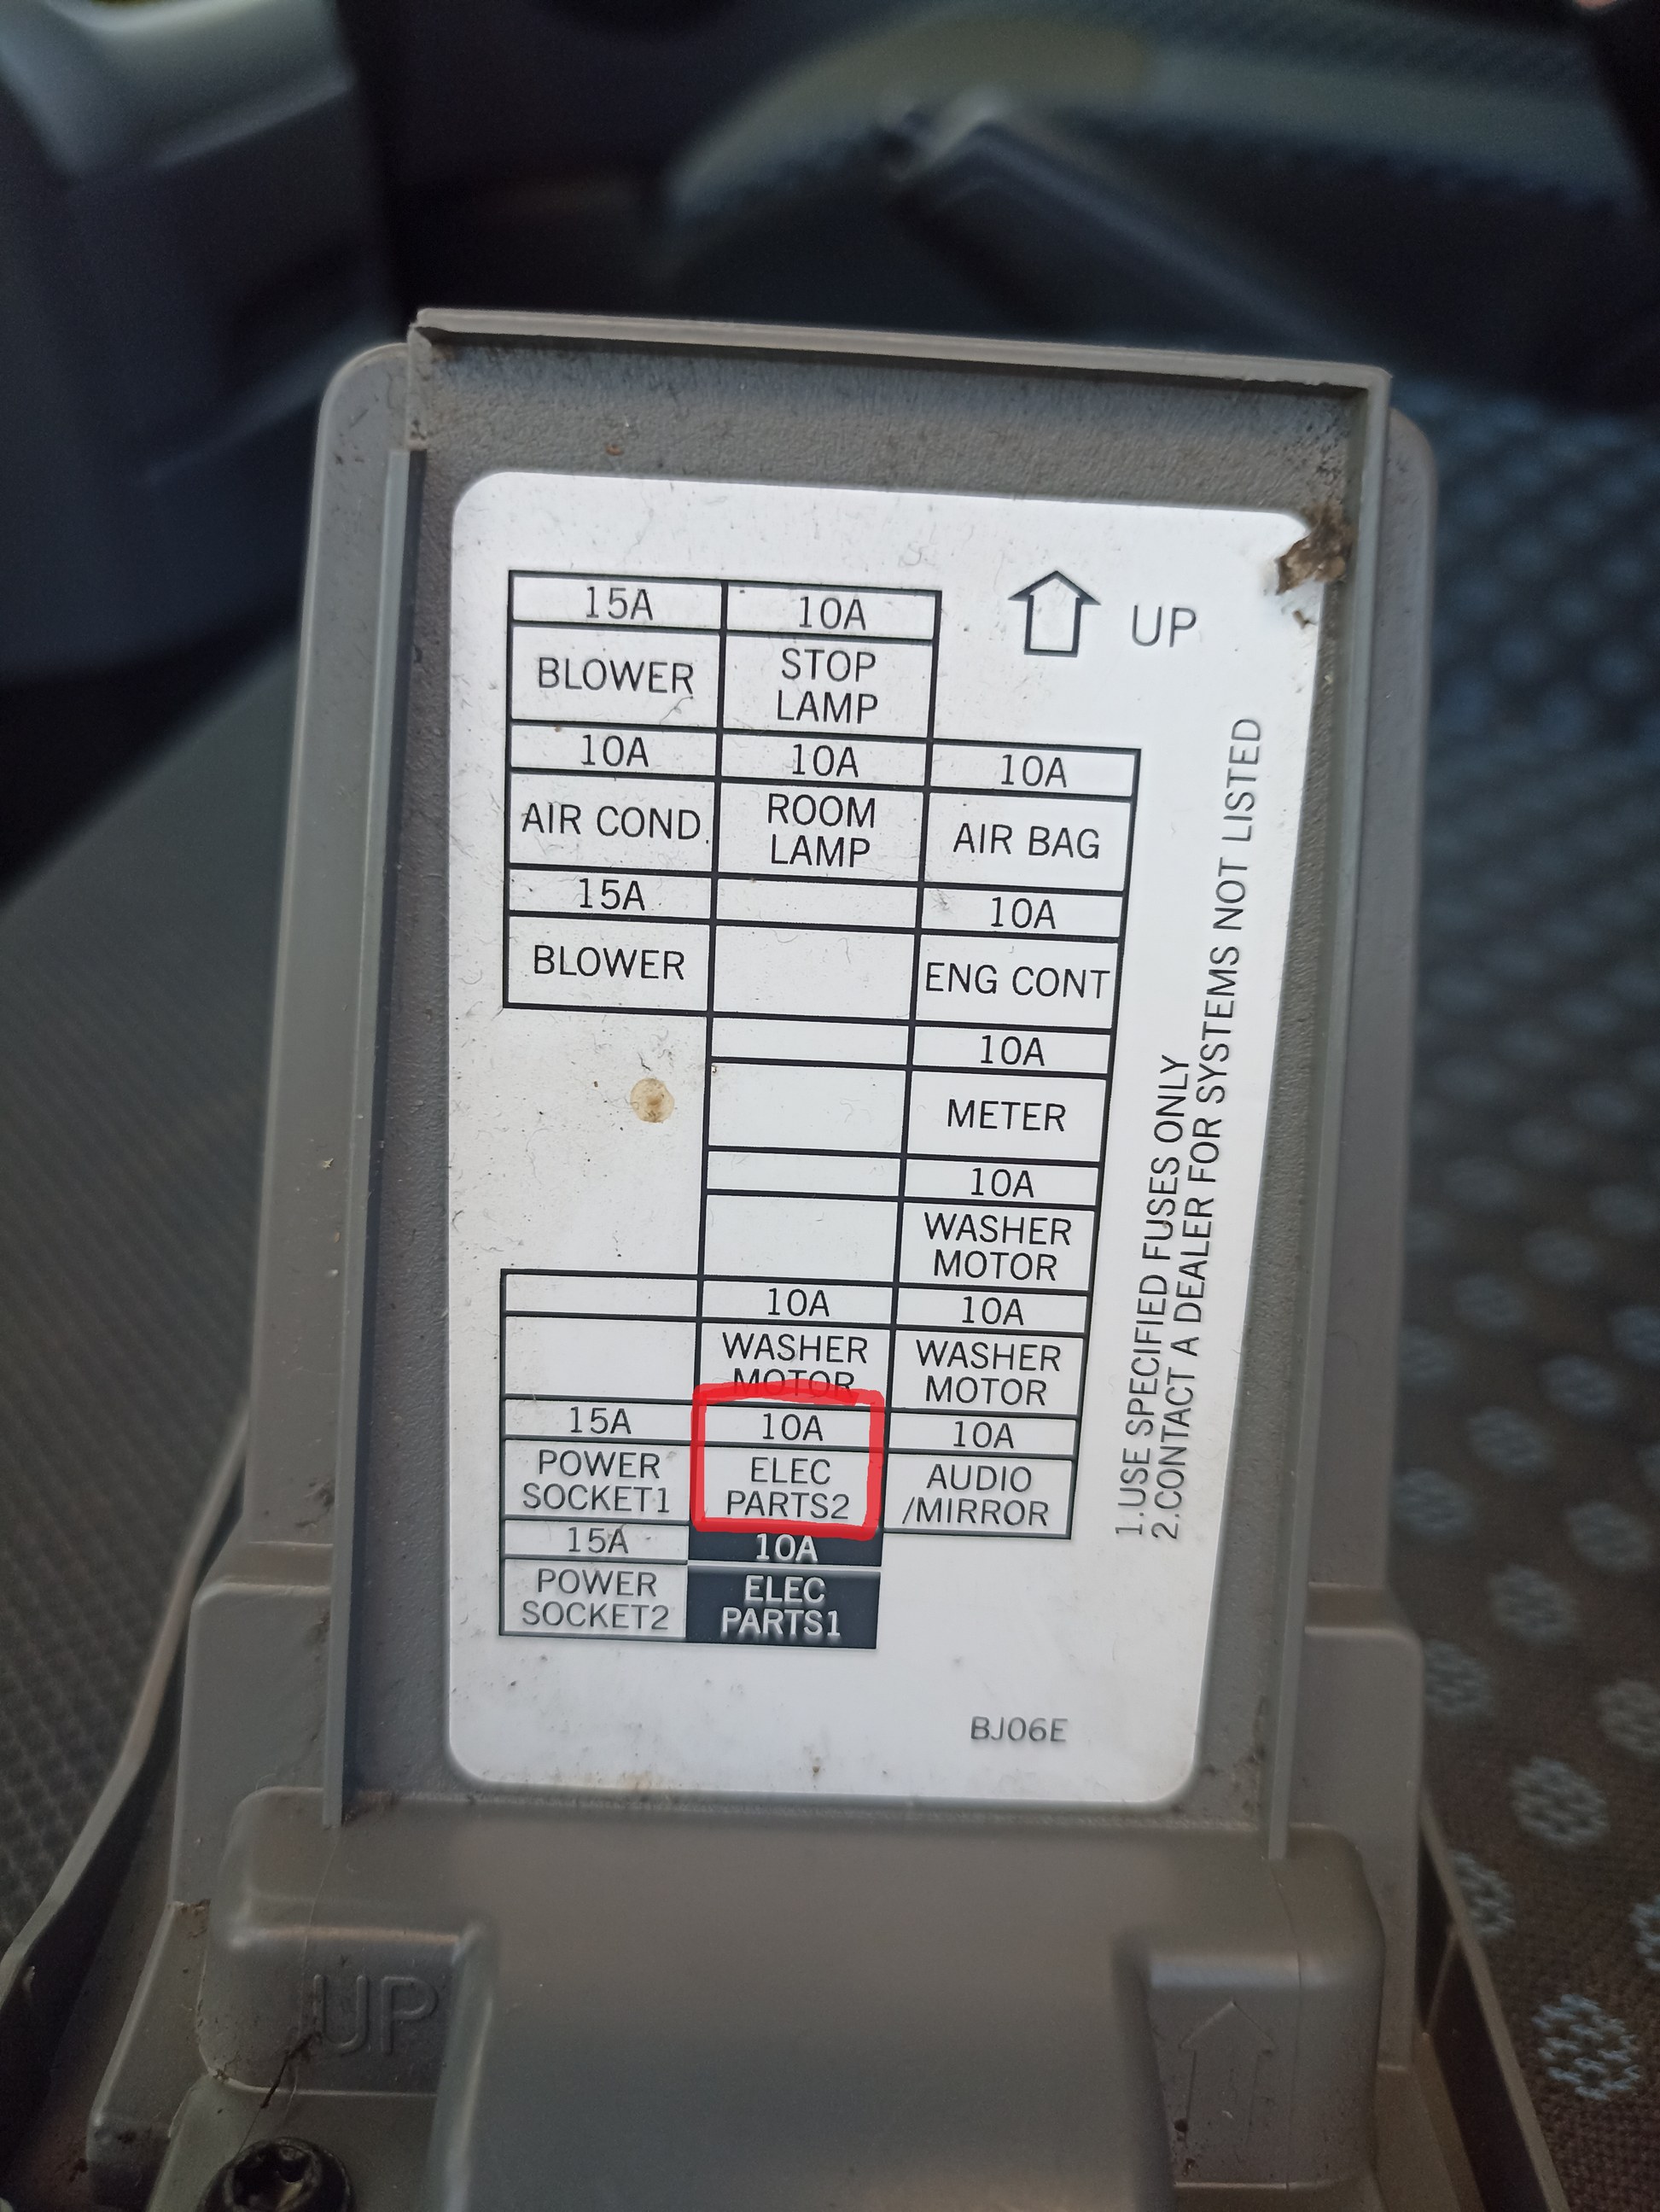 15A 10A
BLOWER STOP
LAMP
UP
10A 10A 10A
AIR COND ROOM
LAMP AIR BAG
15A 10A
BLOWER ENG CONT
10A
METER
10A
WASHER
MOTOR
10A 10A
WASHER
MOTOR WASHER
MOTOR
15A 10A 10A
POWER
SOCKET1 ELEC
PARTS2 AUDIO
/MIRROR
15A 10A
POWER
SOCKET2 ELEC
PARTS1
1.USE SPECIFIED FUSES ONLY
2.CONTACT A DEALER FOR SYSTEMS NOT LISTED
BJ06E
UP